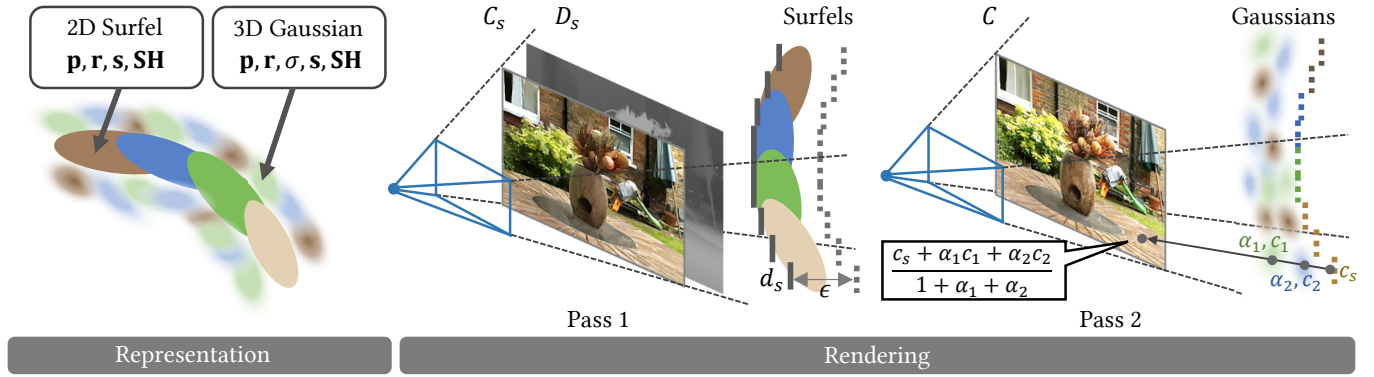 2D Surfel
𝐩, 𝐫, 𝐬, 𝐒𝐇
3D Gaussian
𝐩, 𝐫, σ, 𝐬, 𝐒𝐇
Representation
C_s
D_s
Surfels
d_s
ϵ
Pass 1
C
Gaussians
c_s + α_1c_1 + α_2c_2
1 + α_1 + α_2
α_1, c_1
α_2, c_2
c_s
Pass 2
Rendering